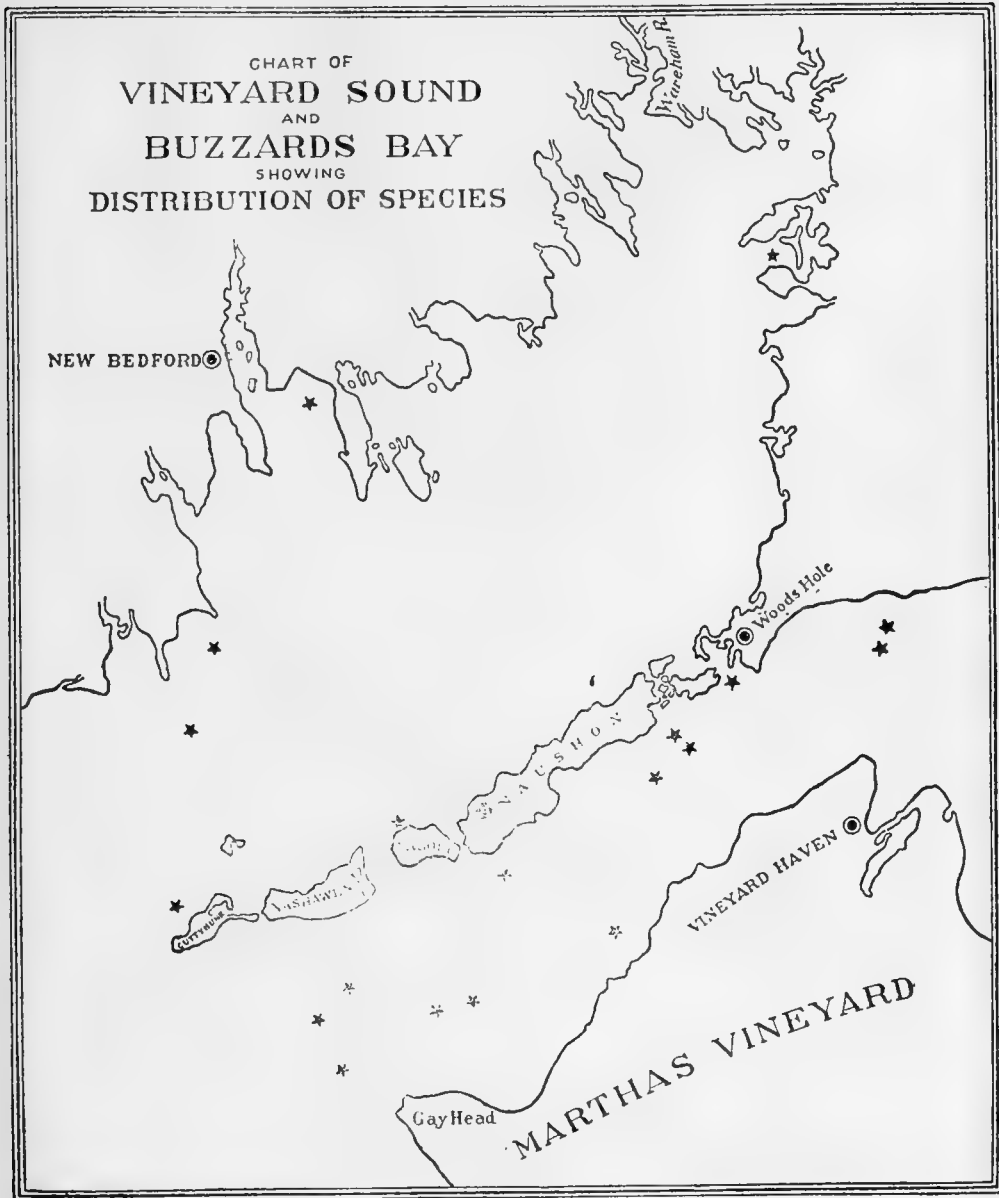 CHART OF
VINEYARD SOUND
AND
BUZZARDS BAY
SHOWING
DISTRIBUTION OF SPECIES
Wareham R.
NEW BEDFORD
Woods Hole
NAUSHON
NASHAWENA
CUTTYHUNK
VINEYARD HAVEN
MARTHAS VINEYARD
Gay Head